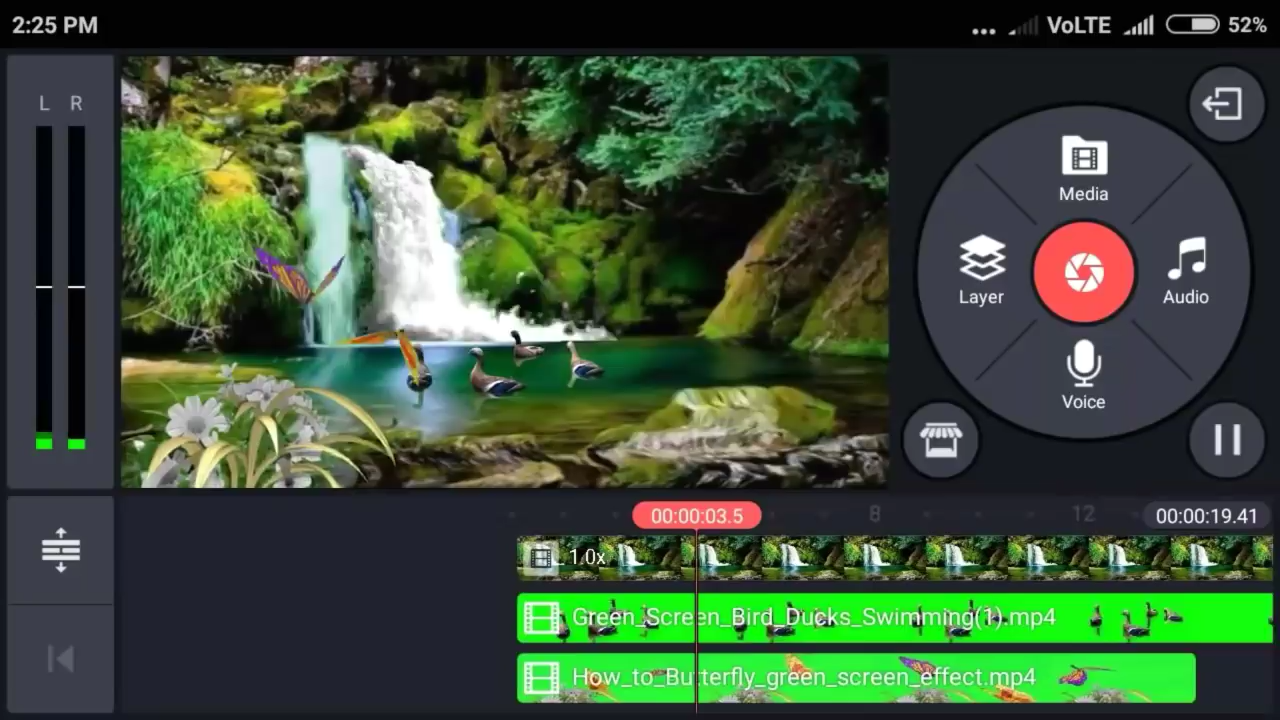 2:25 PM
... VoLTE 52%
L R
Media
Layer
Audio
Voice
00:00:03.5 8 12 00:00:19.41
1.0x
Green_Screen_Bird_Ducks_Swimming(1).mp4
How_to_Butterfly_green_screen_effect.mp4